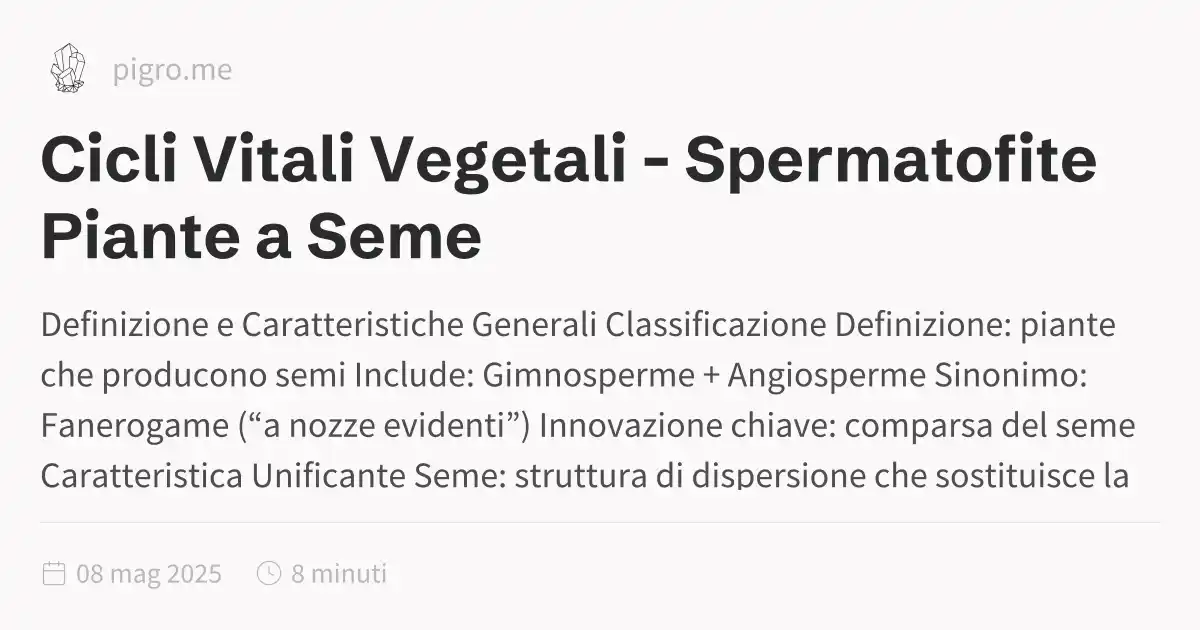 pigro.me
Cicli Vitali Vegetali - Spermatofite
Piante a Seme
Definizione e Caratteristiche Generali Classificazione Definizione: piante
che producono semi Include: Gimnosperme + Angiosperme Sinonimo:
Fanerogame (“a nozze evidenti”) Innovazione chiave: comparsa del seme
Caratteristica Unificante Seme: struttura di dispersione che sostituisce la
08 mag 2025
8 minuti